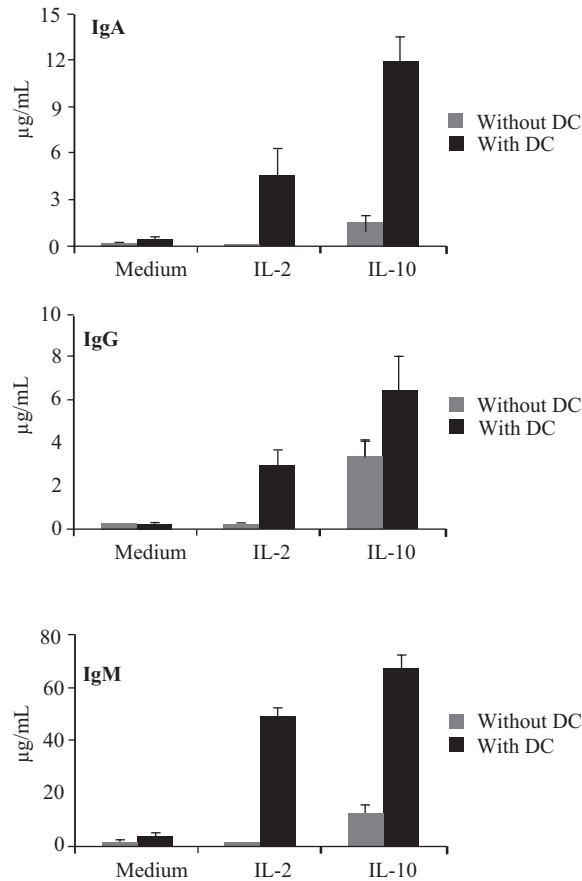 15
IgA
12
µg/mL
9
6
3
0
Without DC
With DC
Medium IL-2 IL-10
10
IgG
8
µg/mL
6
4
2
0
Without DC
With DC
Medium IL-2 IL-10
80
IgM
60
µg/mL
40
20
0
Without DC
With DC
Medium IL-2 IL-10